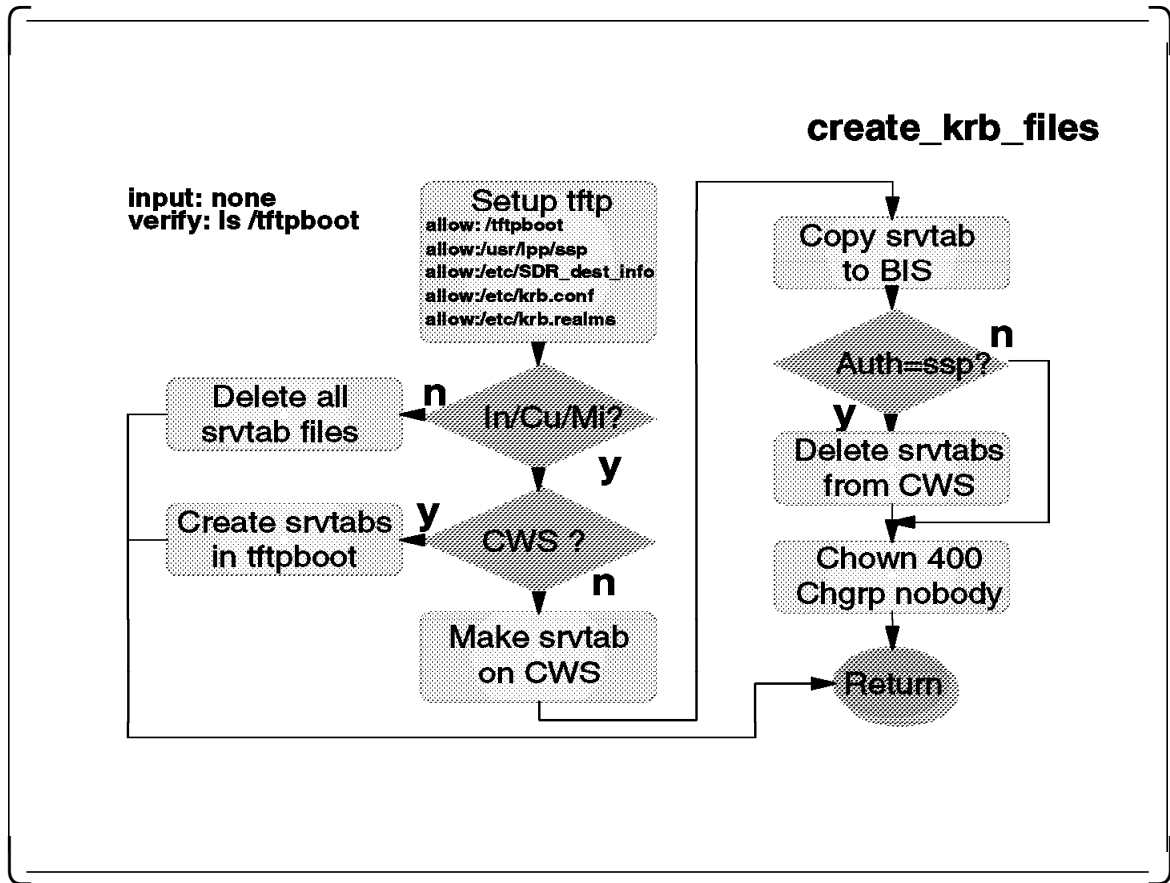 create_krb_files
input: none
verify: ls /tftpboot
Setup tftp
allow: /tftpboot
allow:/usr/lpp/ssp
allow:/etc/SDR_dest_info
allow:/etc/krb.conf
allow:/etc/krb.realms
In/Cu/Mi?
n
y
Delete all
srvtab files
CWS ?
y
n
Create srvtabs
in tftpboot
Make srvtab
on CWS
Copy srvtab
to BIS
Auth=ssp?
n
y
Delete srvtabs
from CWS
Chown 400
Chgrp nobody
Return